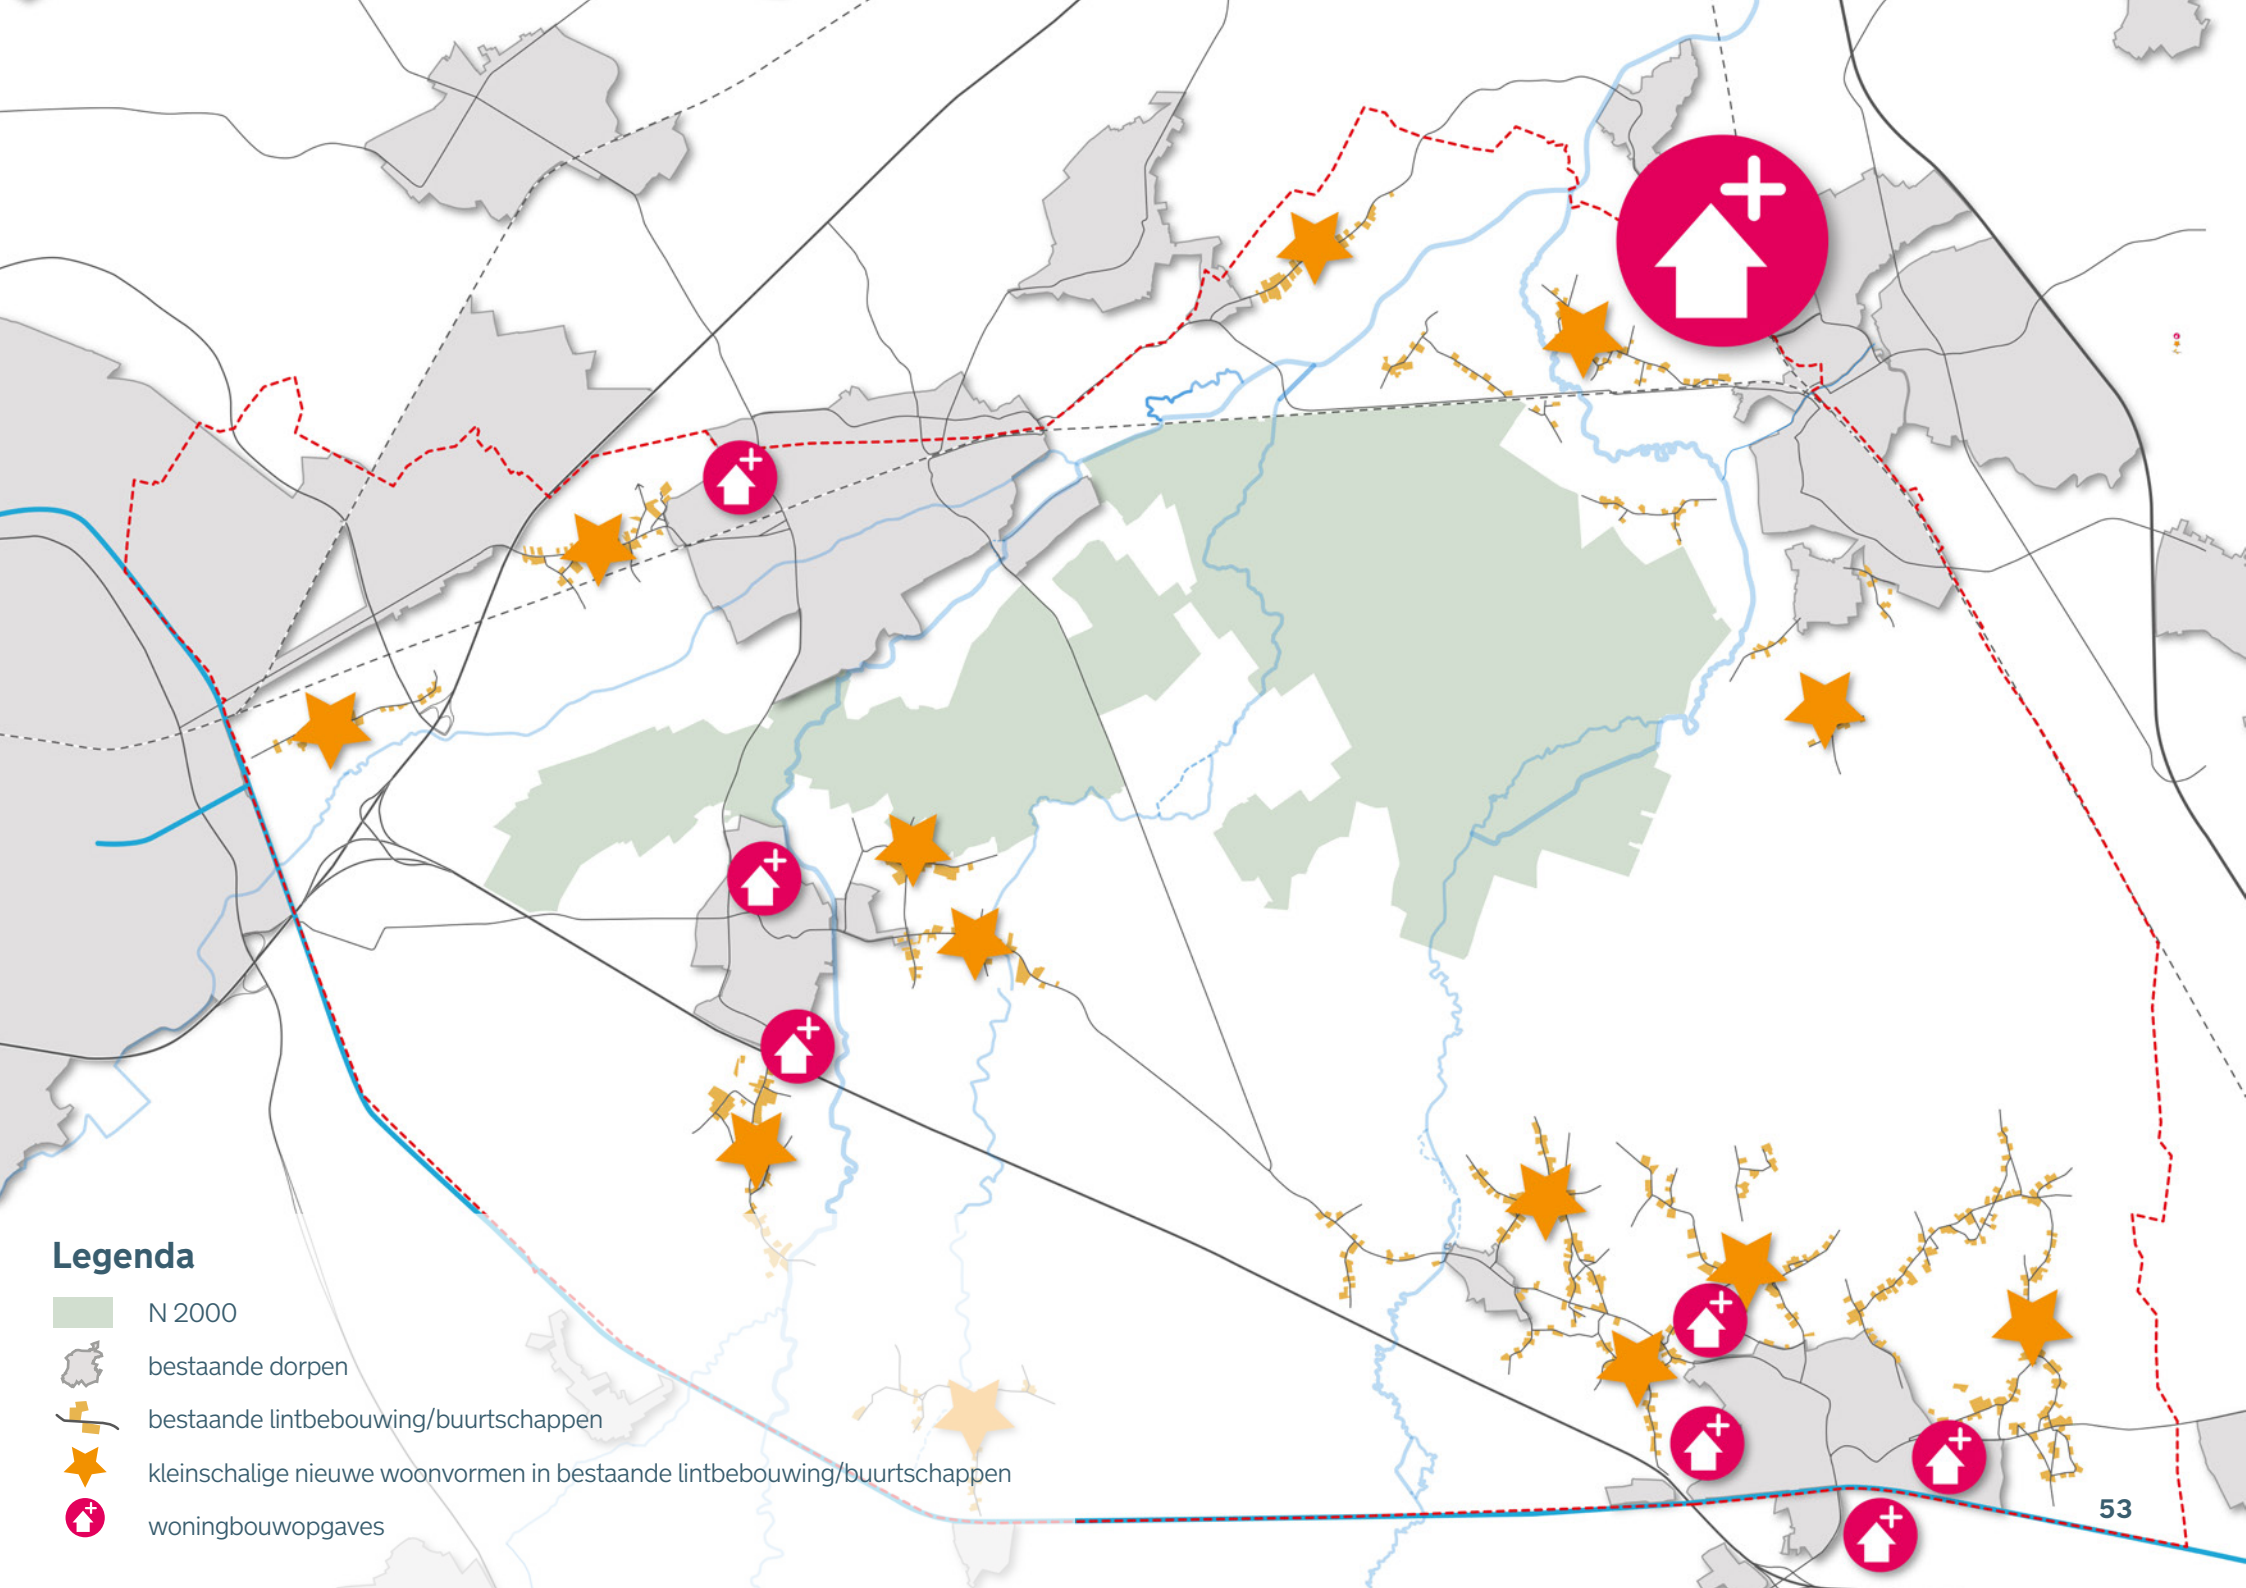 Legenda
N 2000
bestaande dorpen
bestaande lintbebouwing/buurtschappen
kleinschalige nieuwe woonvormen in bestaande lintbebouwing/buurtschappen
woningbouwopgaves
53